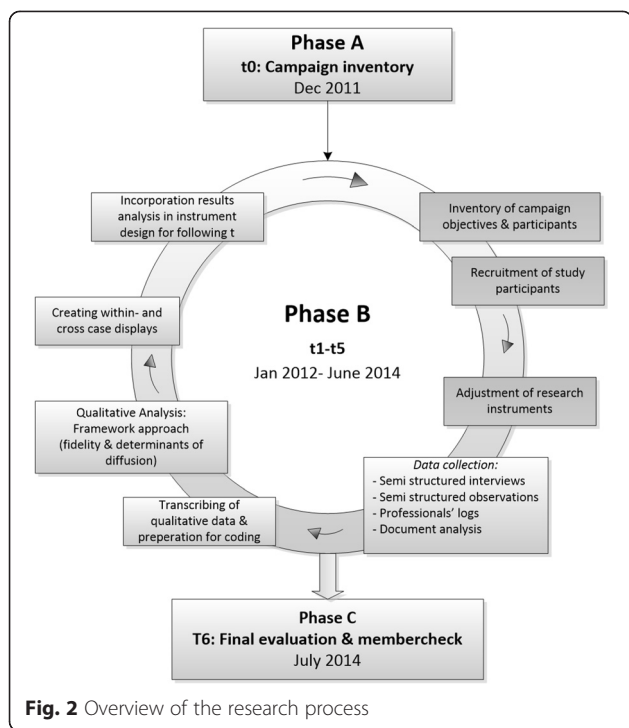 Phase A
t0: Campaign inventory
Dec 2011
Incorporation results
analysis in instrument
design for following t
Inventory of campaign
objectives & participants
Recruitment of study
participants
Creating within- and
cross case displays
Phase B
t1-t5
Jan 2012- June 2014
Adjustment of research
instruments
Qualitative Analysis:
Framework approach
(fidelity & determinants of
diffusion)
Data collection:
- Semi structured interviews
- Semi structured observations
- Professionals' logs
- Document analysis
Transcribing of
qualitative data &
preperation for coding
Phase C
T6: Final evaluation & membercheck
July 2014
Fig. 2 Overview of the research process